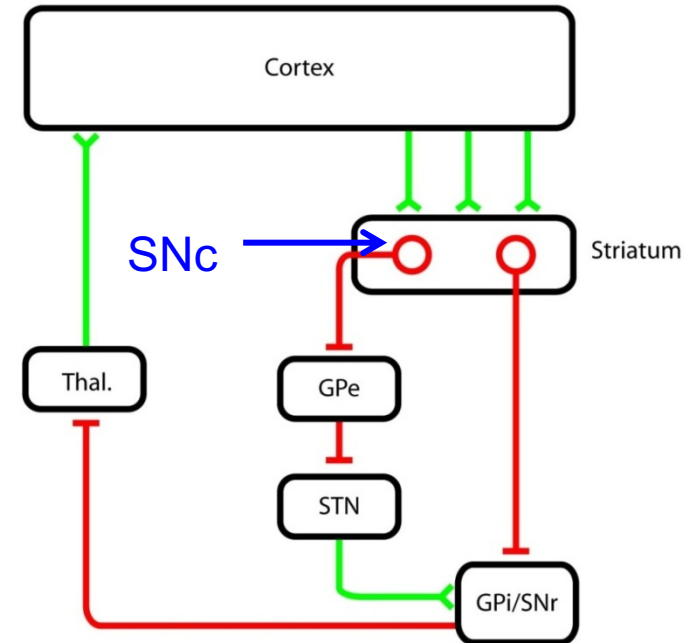 Cortex
SNc
Striatum
Thal.
GPe
STN
GPi/SNr